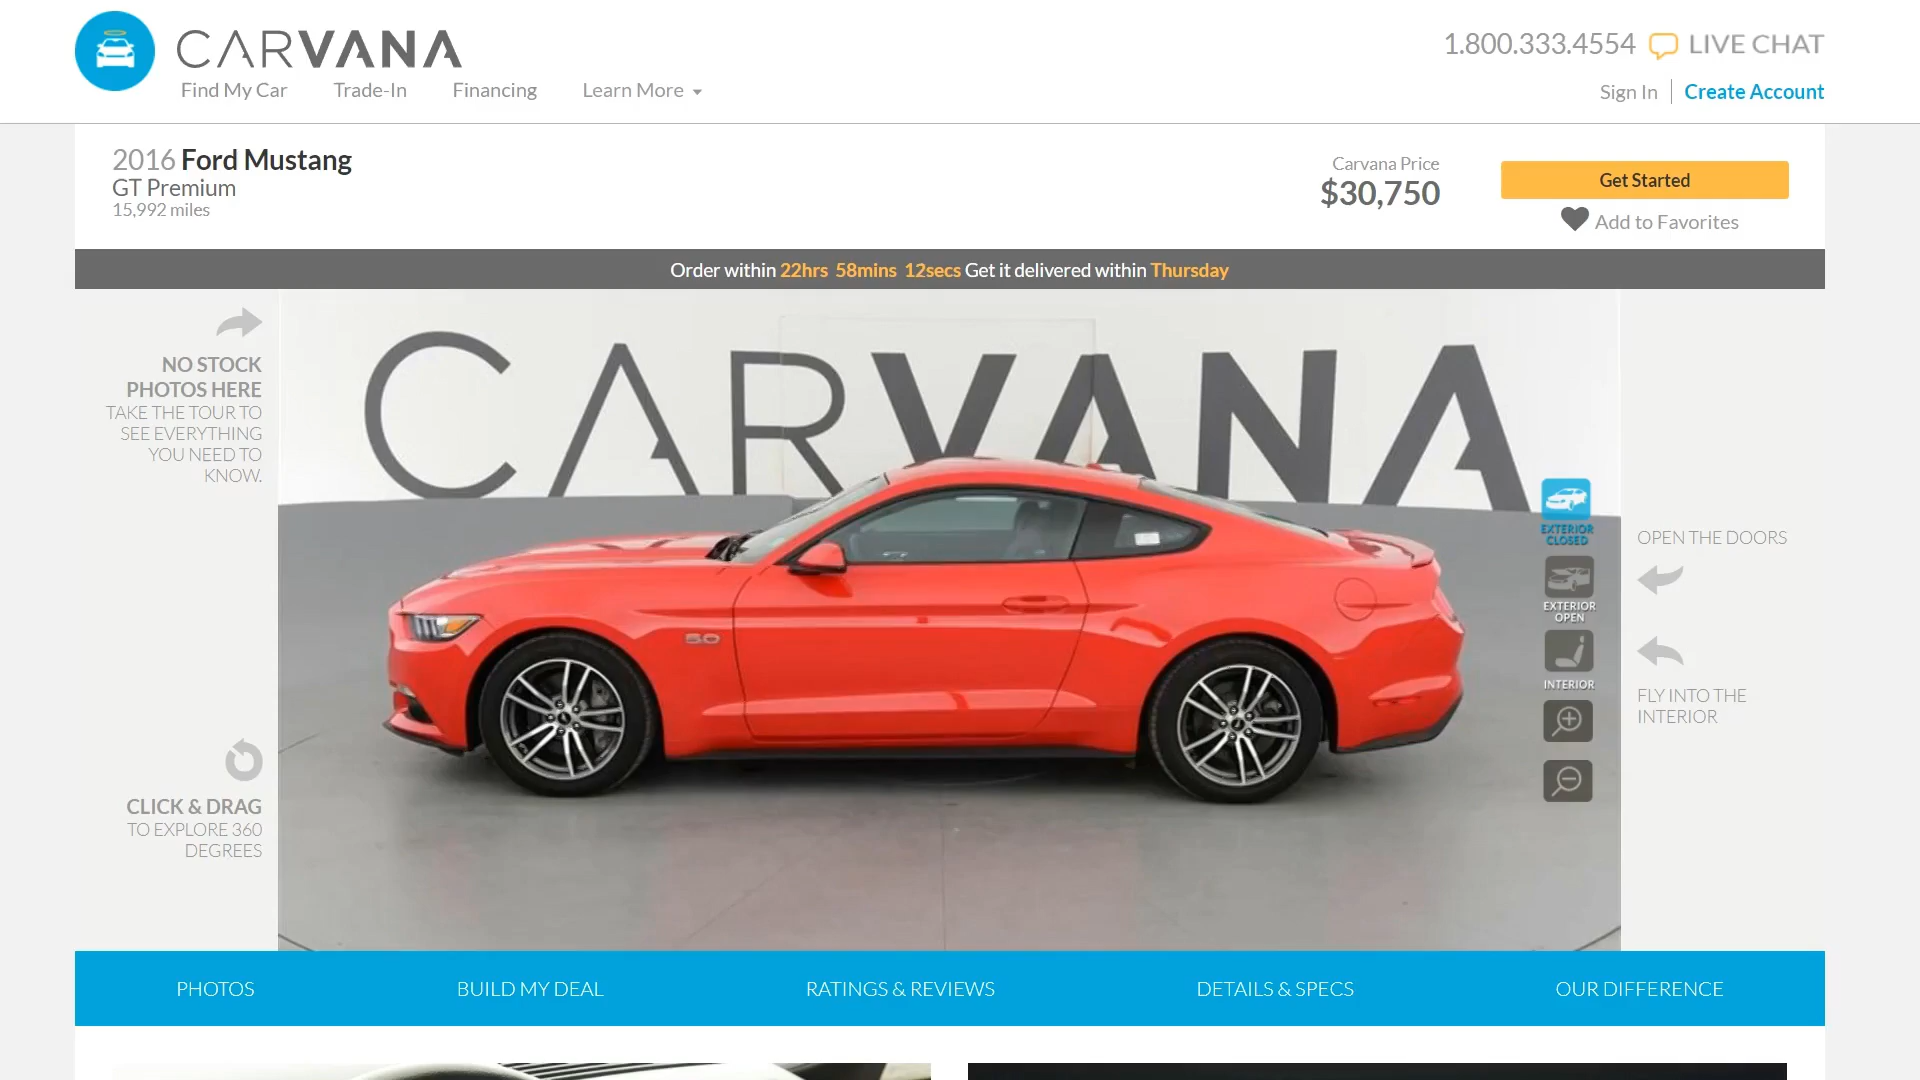 CARVANA
1.800.333.4554 LIVE CHAT
Find My Car Trade-In Financing Learn More
Sign In Create Account
2016 Ford Mustang
GT Premium
15,992 miles
Carvana Price
$30,750
Get Started
Add to Favorites
Order within 22hrs 58mins 12secs Get it delivered within Thursday
NO STOCK
PHOTOS HERE
TAKE THE TOUR TO
SEE EVERYTHING
YOU NEED TO
KNOW.
CARVANA
5.0
EXTERIOR
CLOSED
EXTERIOR
OPEN
INTERIOR
OPEN THE DOORS
FLY INTO THE
INTERIOR
CLICK & DRAG
TO EXPLORE 360
DEGREES
PHOTOS BUILD MY DEAL RATINGS & REVIEWS DETAILS & SPECS OUR DIFFERENCE